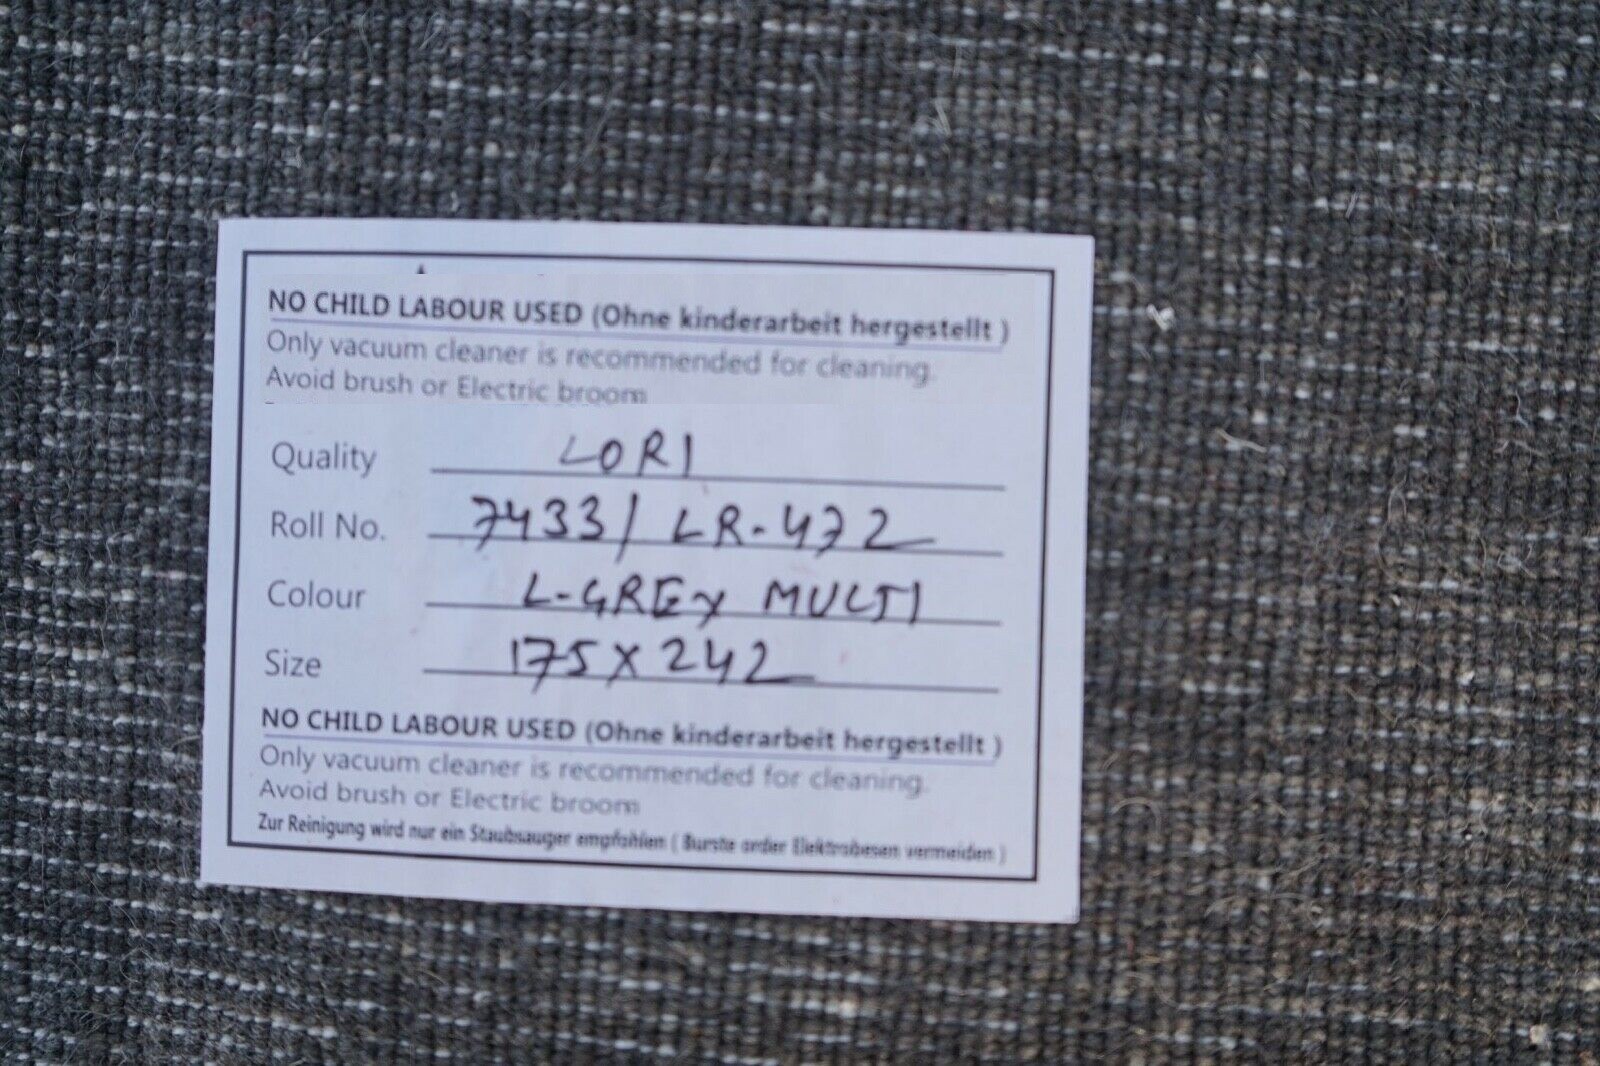 NO CHILD LABOUR USED (Ohne kinderarbeit hergestellt )
Only vacuum cleaner is recommended for cleaning.
Avoid brush or Electric broom
Quality LORI
Roll No. 7433/ LR-472
Colour L-GREY MULTI
Size 175X242
NO CHILD LABOUR USED (Ohne kinderarbeit hergestellt )
Only vacuum cleaner is recommended for cleaning.
Avoid brush or Electric broom
Zur Reinigung wird nur ein Staubsauger empfohlen ( Burste order Elektrobesen vermeiden )